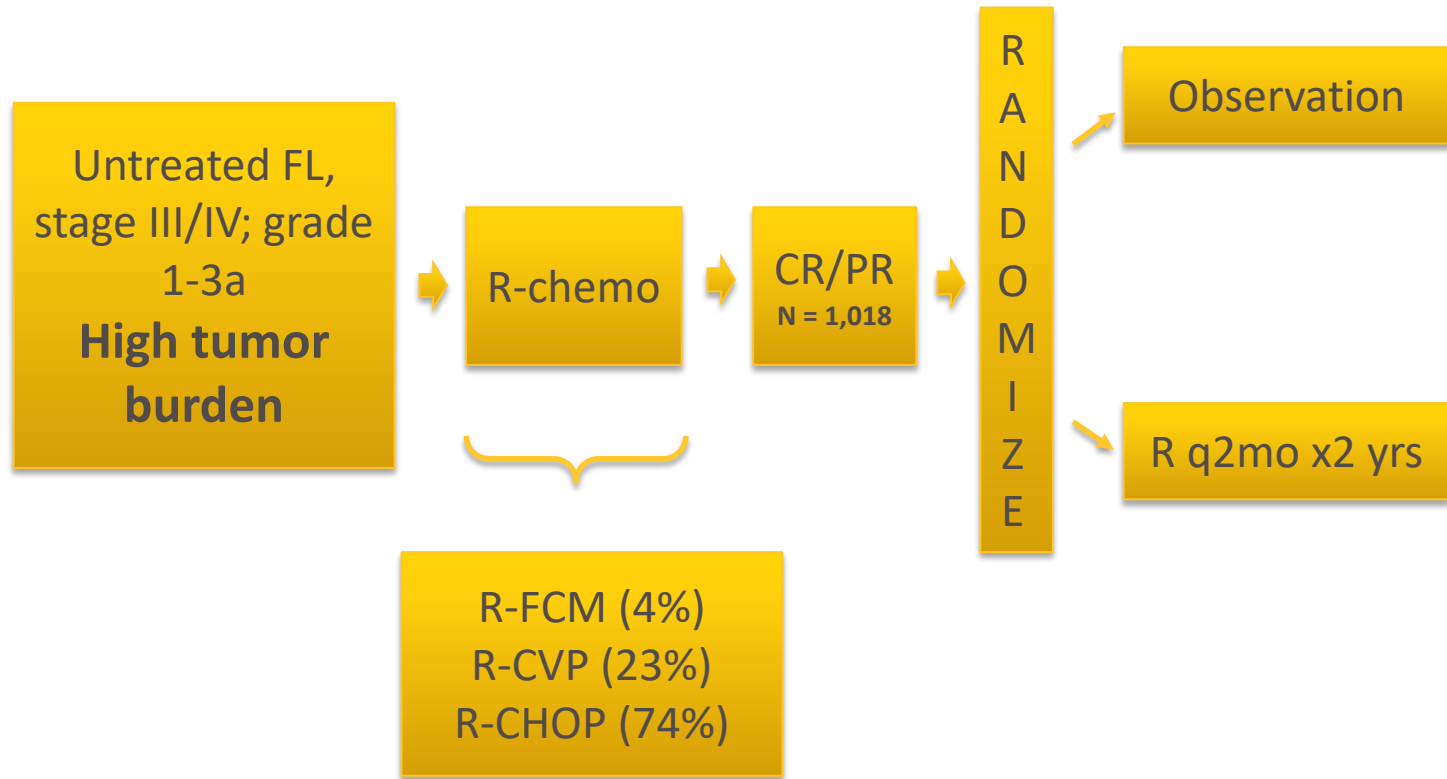 Untreated FL,
stage III/IV; grade
1-3a
High tumor
burden
R-chemo
CR/PR
N = 1,018
R
A
N
D
O
M
I
Z
E
Observation
R q2mo x2 yrs
R-FCM (4%)
R-CVP (23%)
R-CHOP (74%)